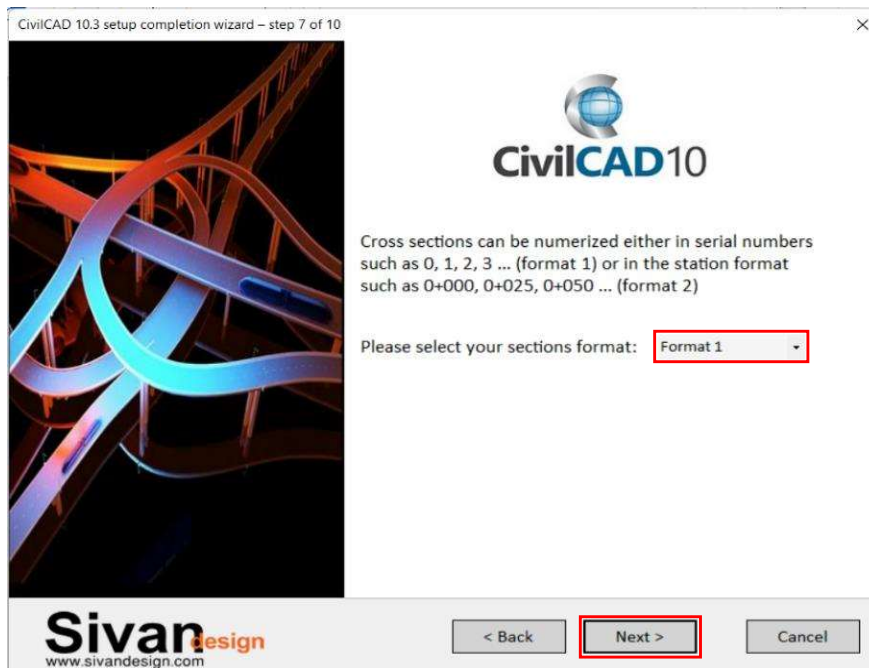 CivilCAD 10.3 setup completion wizard – step 7 of 10
CivilCAD10
Cross sections can be numerized either in serial numbers
such as 0, 1, 2, 3 ... (format 1) or in the station format
such as 0+000, 0+025, 0+050 ... (format 2)
Please select your sections format: Format 1
Sivan design
www.sivandesign.com
< Back Next > Cancel